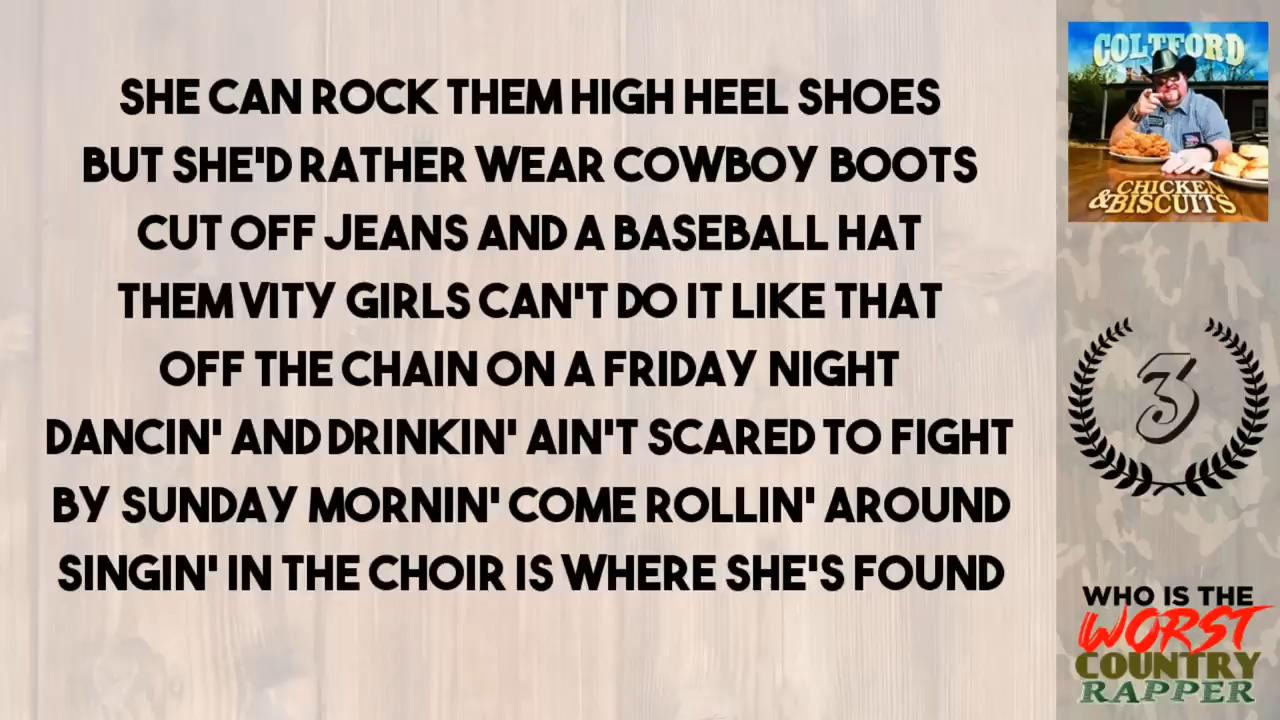 SHE CAN ROCK THEM HIGH HEEL SHOES
BUT SHE'D RATHER WEAR COWBOY BOOTS
CUT OFF JEANS AND A BASEBALL HAT
THEM VITY GIRLS CAN'T DO IT LIKE THAT
OFF THE CHAIN ON A FRIDAY NIGHT
DANCIN' AND DRINKIN' AIN'T SCARED TO FIGHT
BY SUNDAY MORNIN' COME ROLLIN' AROUND
SINGIN' IN THE CHOIR IS WHERE SHE'S FOUND
COLT FORD
CHICKEN
&BISCUITS
3
WHO IS THE
WORST
COUNTRY
RAPPER